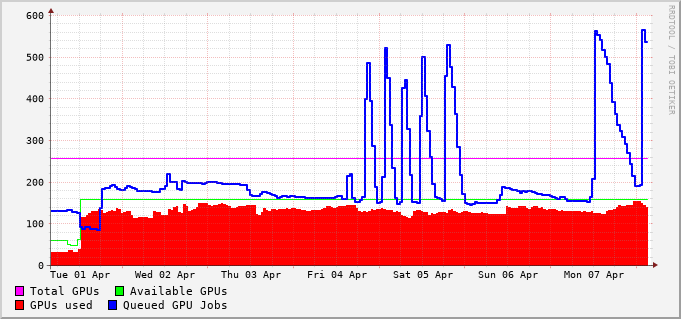 600
500
400
300
200
100
0
Tue 01 Apr Wed 02 Apr Thu 03 Apr Fri 04 Apr Sat 05 Apr Sun 06 Apr Mon 07 Apr
Total GPUs Available GPUs
GPUs used Queued GPU Jobs
RRDTOOL / TOBI OETIKER